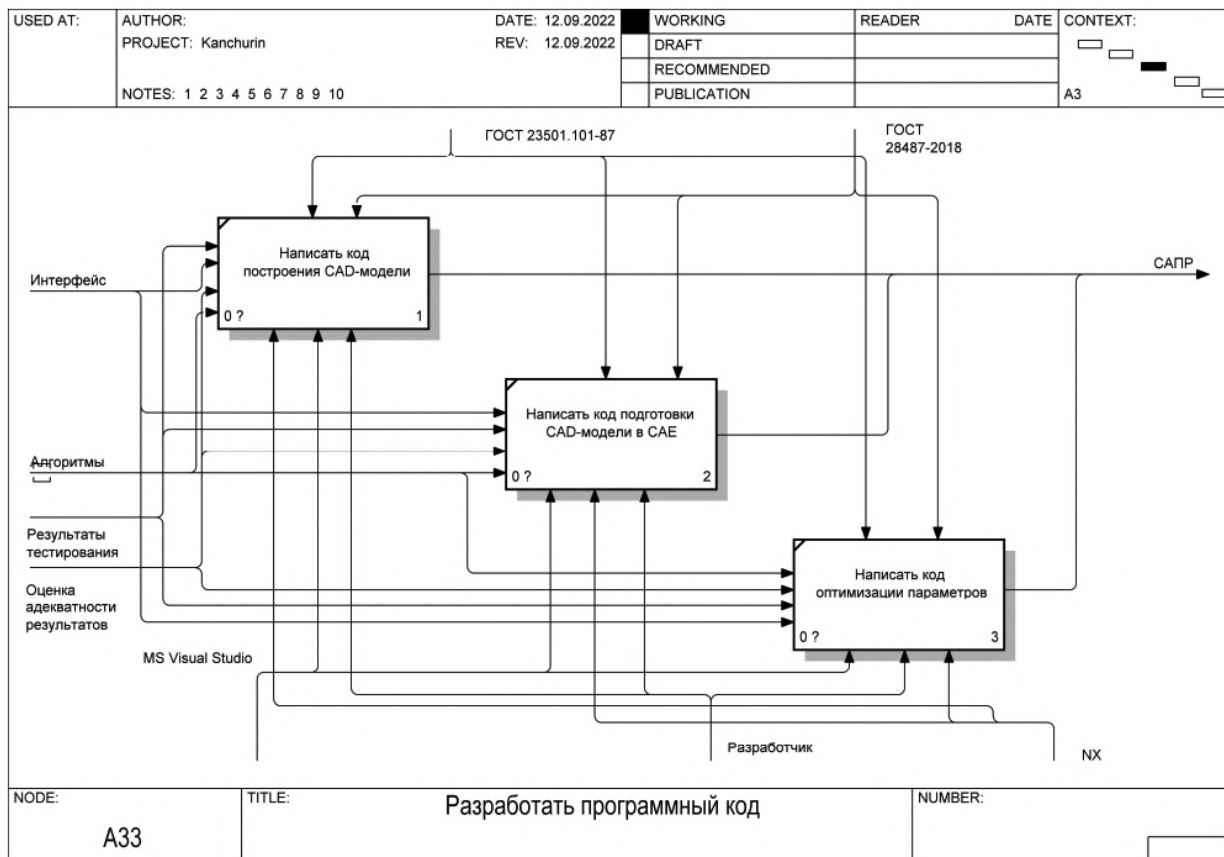 USED AT:
AUTHOR:
DATE: 12.09.2022
WORKING
READER
DATE
CONTEXT:
PROJECT: Kanchurin
REV: 12.09.2022
DRAFT
RECOMMENDED
NOTES: 1 2 3 4 5 6 7 8 9 10
PUBLICATION
A3
ГОСТ 23501.101-87
ГОСТ
28487-2018
Написать код
построения CAD-модели
0 ?
1
Интерфейс
САПР
Написать код подготовки
CAD-модели в CAE
0 ?
2
Алгоритмы
Результаты
тестирования
Написать код
оптимизации параметров
0 ?
3
Оценка
адекватности
результатов
MS Visual Studio
Разработчик
NX
NODE:
TITLE:
Разработать программный код
NUMBER:
A33